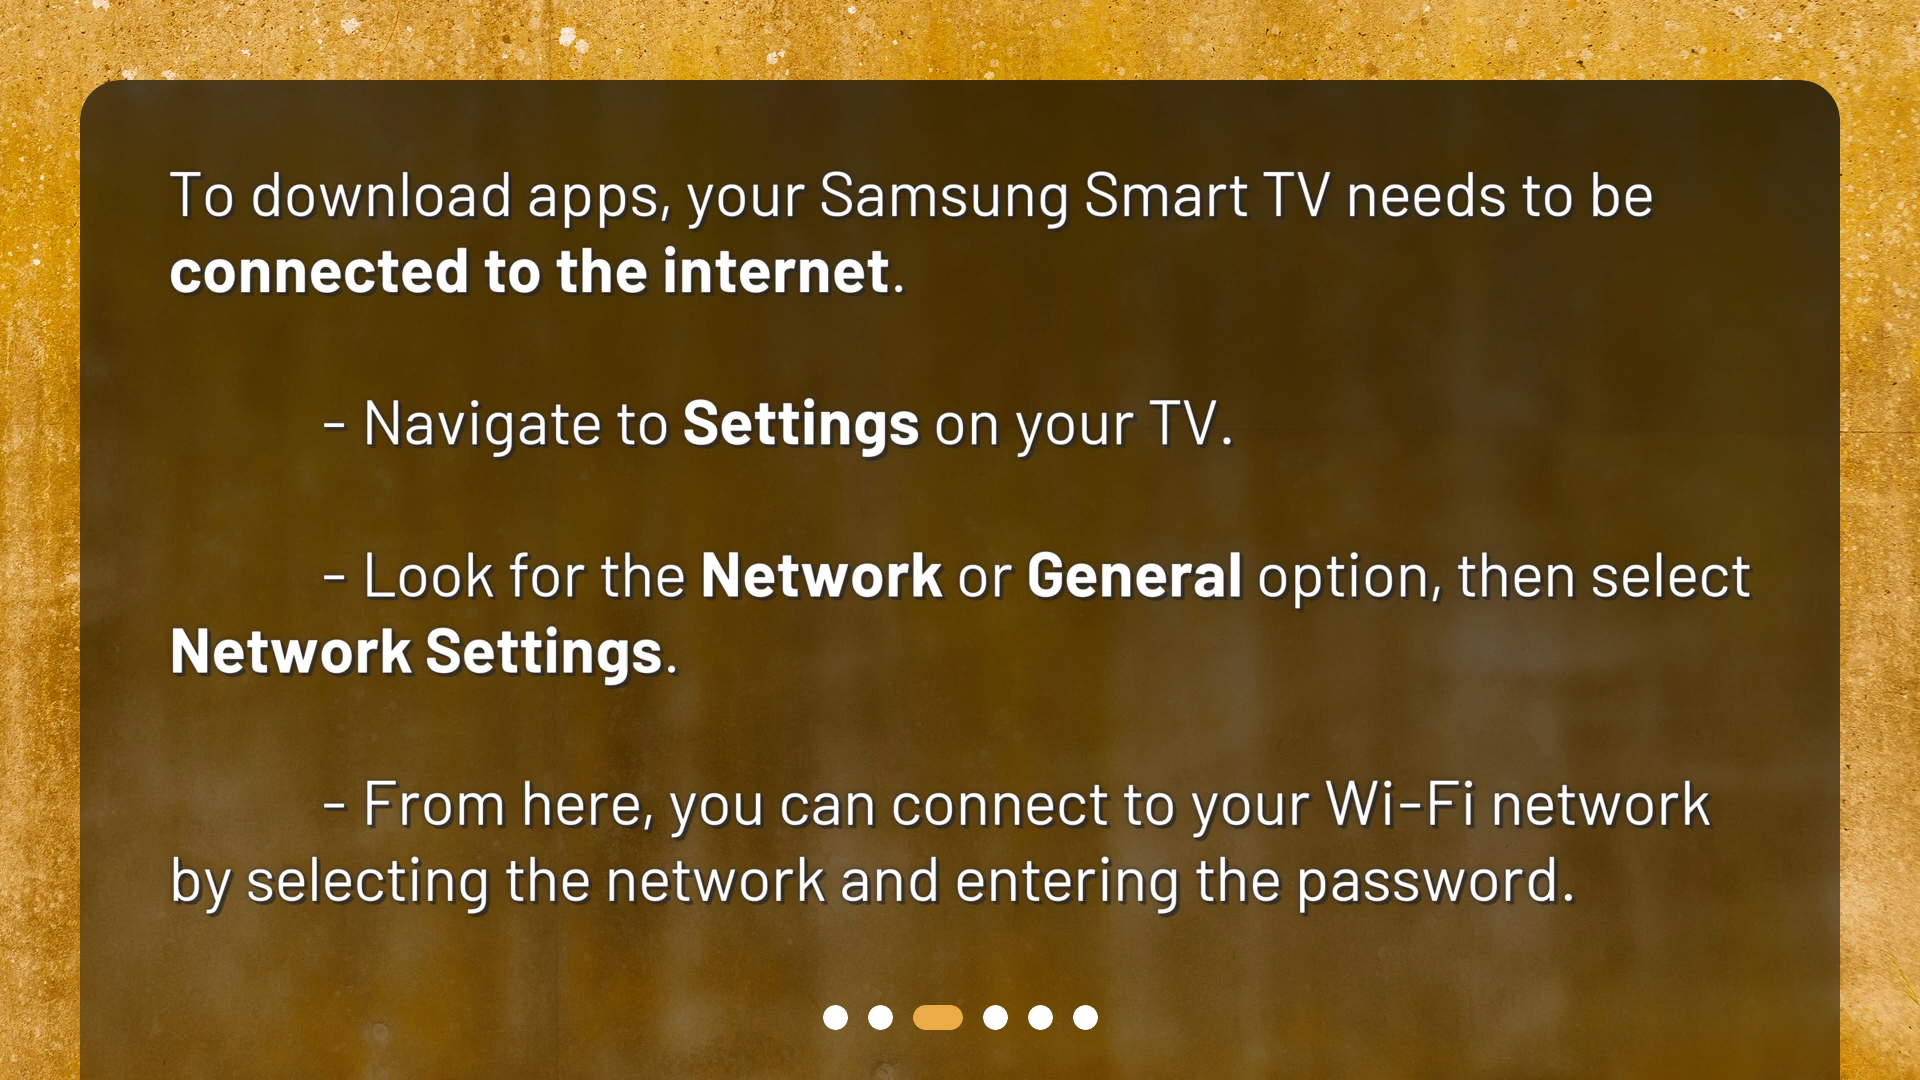 To download apps, your Samsung Smart TV needs to be
connected to the internet.
- Navigate to Settings on your TV.
- Look for the Network or General option, then select
Network Settings.
- From here, you can connect to your Wi-Fi network
by selecting the network and entering the password.